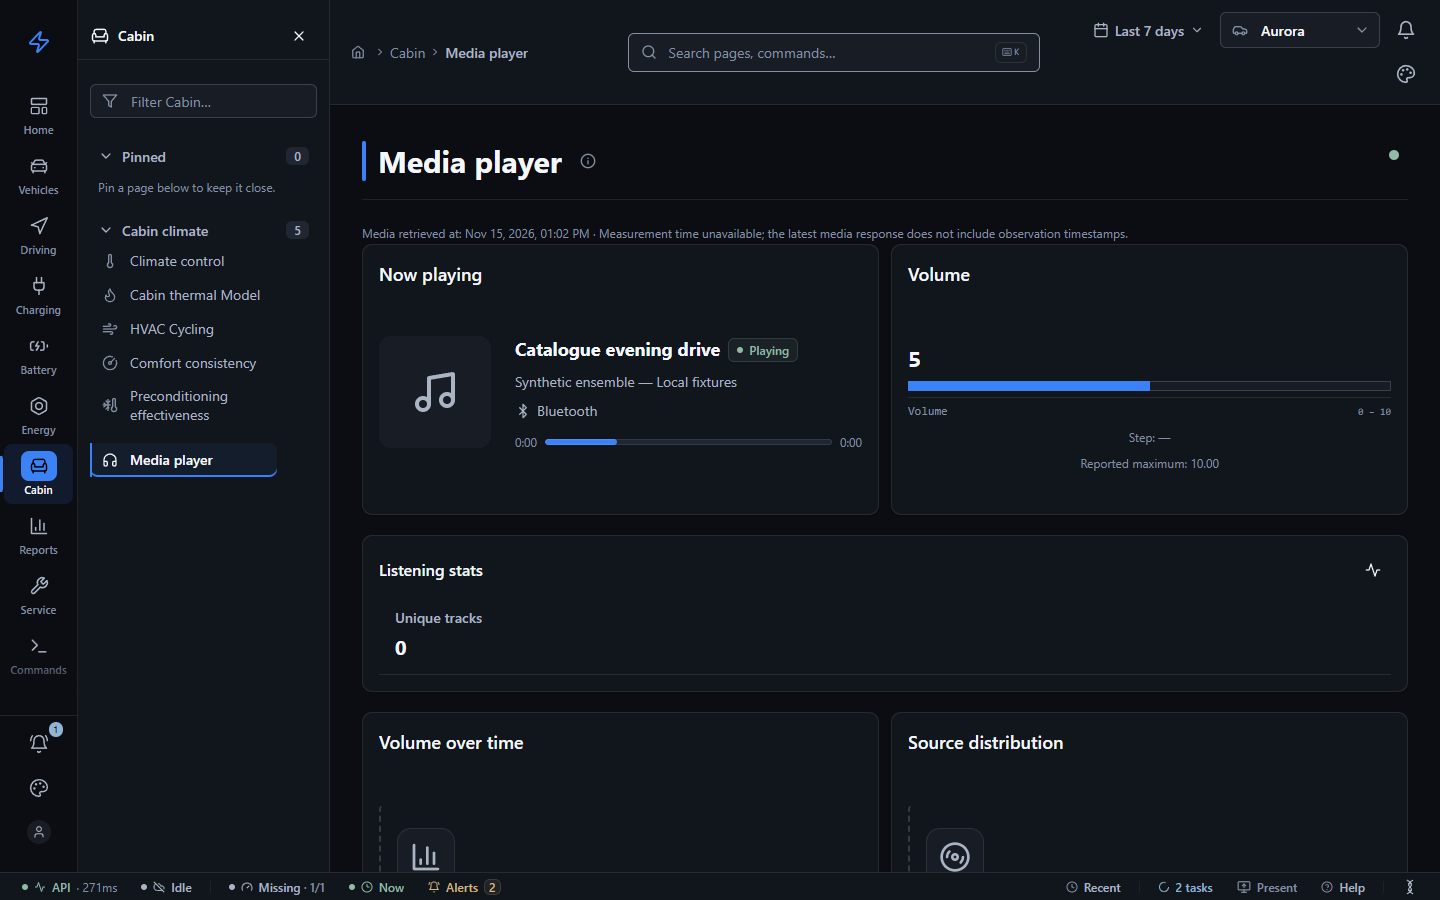 Cabin
Home
Vehicles
Driving
Charging
Battery
Energy
Cabin
Reports
Service
Commands
1
Filter Cabin...
Pinned
0
Pin a page below to keep it close.
Cabin climate
5
Climate control
Cabin thermal Model
HVAC Cycling
Comfort consistency
Preconditioning
effectiveness
Media player
Cabin
Media player
Search pages, commands...
K
Last 7 days
Aurora
Media player
Media retrieved at: Nov 15, 2026, 01:02 PM · Measurement time unavailable; the latest media response does not include observation timestamps.
Now playing
Catalogue evening drive
Playing
Synthetic ensemble — Local fixtures
Bluetooth
0:00
0:00
Volume
5
Volume
0 – 10
Step: —
Reported maximum: 10.00
Listening stats
Unique tracks
0
Volume over time
Source distribution
API · 271ms
Idle
Missing · 1/1
Now
Alerts 2
Recent
2 tasks
Present
Help